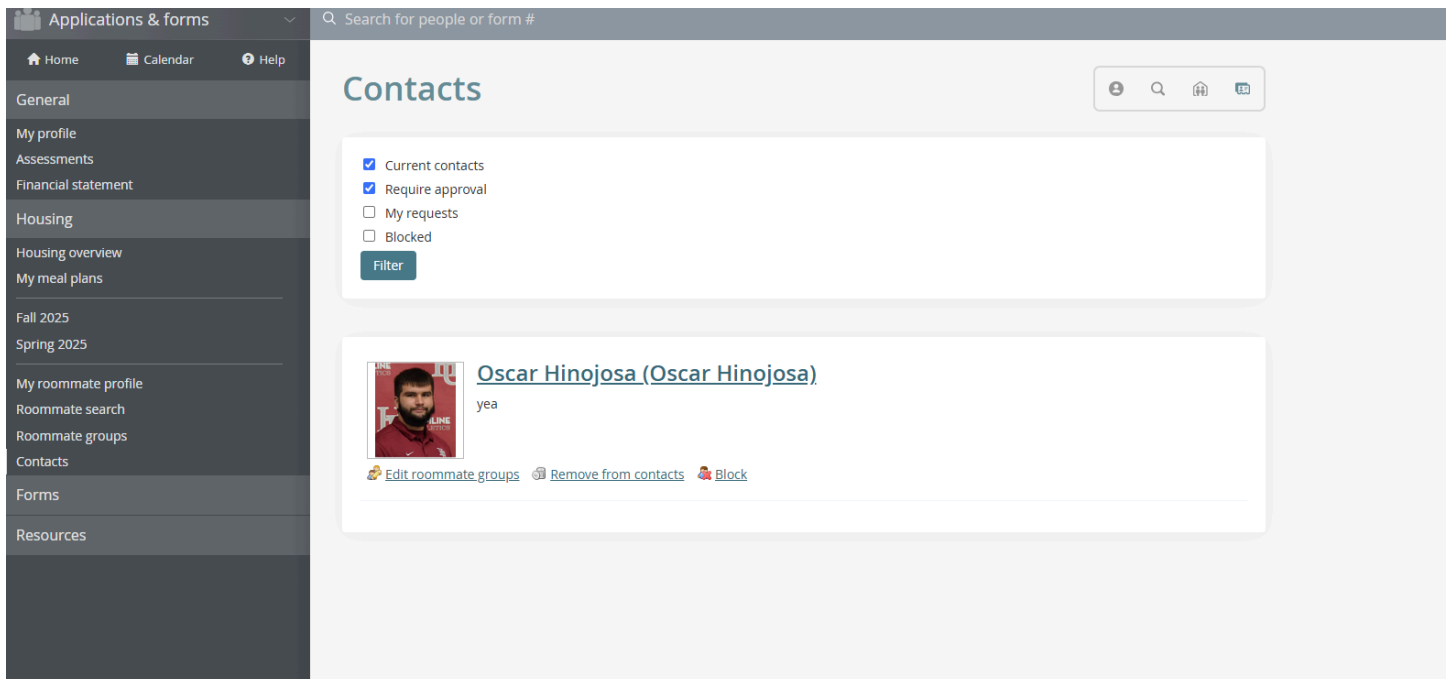 Applications & forms
Search for people or form #
Home Calendar Help
General
My profile
Assessments
Financial statement
Housing
Housing overview
My meal plans
Fall 2025
Spring 2025
My roommate profile
Roommate search
Roommate groups
Contacts
Forms
Resources
Contacts
Current contacts
Require approval
My requests
Blocked
Filter
Oscar Hinojosa (Oscar Hinojosa)
yea
Edit roommate groups Remove from contacts Block